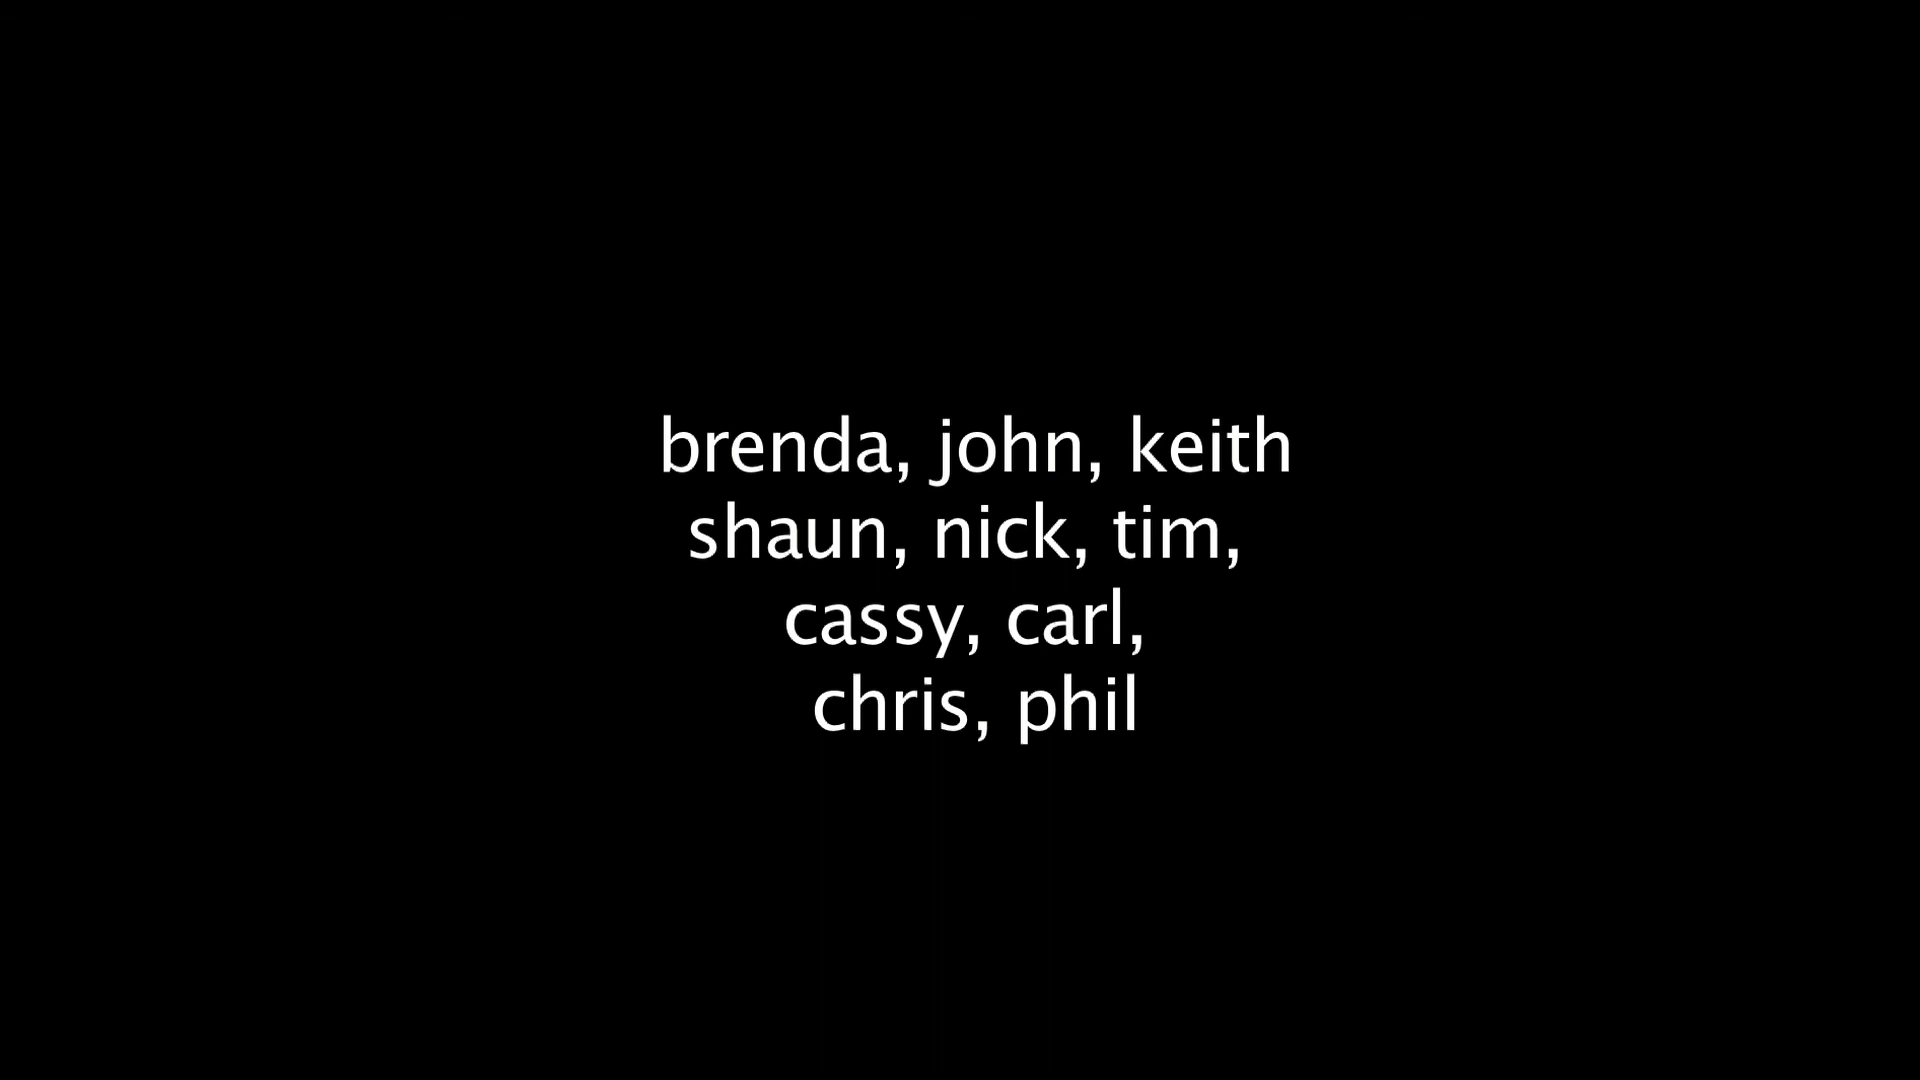 brenda, john, keith
shaun, nick, tim,
cassy, carl,
chris, phil